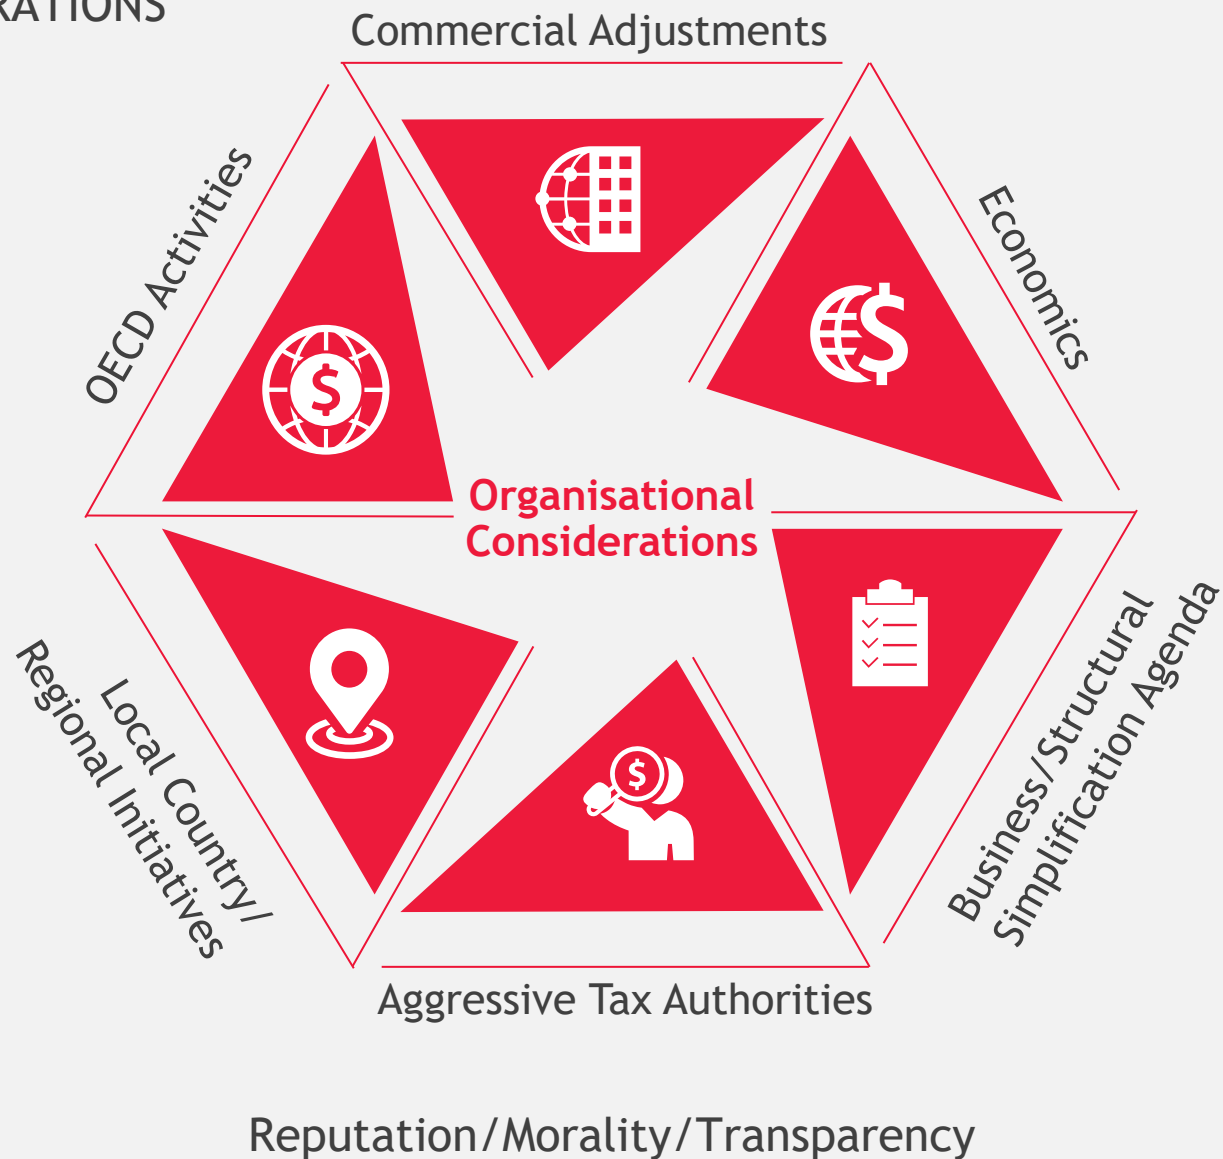 RATIONS
Commercial Adjustments
OECD Activities
Economics
Organisational
Considerations
Local Country/
Regional Initiatives
Business/Structural
Simplification Agenda
Aggressive Tax Authorities
Reputation/Morality/Transparency